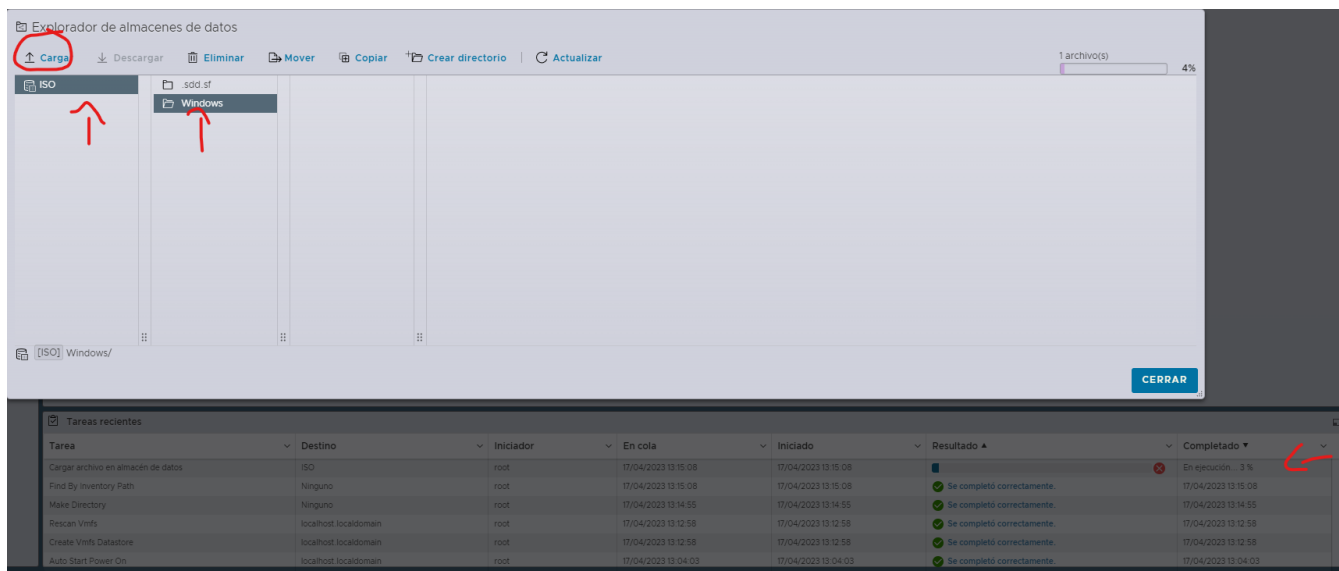 Explorador de almacenes de datos
Carga Descargar Eliminar Mover Copiar Crear directorio Actualizar
1 archivo(s)
4%
ISO
.sdd.sf
Windows
[ISO] Windows/
CERRAR
Tareas recientes
Tarea Destino Iniciador En cola Iniciado Resultado ▲ Completado ▼
Cargar archivo en almacén de datos ISO root 17/04/2023 13:15:08 17/04/2023 13:15:08 En ejecución... 3 %
Find By Inventory Path Ninguno root 17/04/2023 13:15:08 17/04/2023 13:15:08 Se completó correctamente. 17/04/2023 13:15:08
Make Directory Ninguno root 17/04/2023 13:14:55 17/04/2023 13:14:55 Se completó correctamente. 17/04/2023 13:14:55
Rescan Vmfs localhost.localdomain root 17/04/2023 13:12:58 17/04/2023 13:12:58 Se completó correctamente. 17/04/2023 13:12:58
Create Vmfs Datastore localhost.localdomain root 17/04/2023 13:12:58 17/04/2023 13:12:58 Se completó correctamente. 17/04/2023 13:12:58
Auto Start Power On localhost.localdomain root 17/04/2023 13:04:03 17/04/2023 13:04:03 Se completó correctamente. 17/04/2023 13:04:03